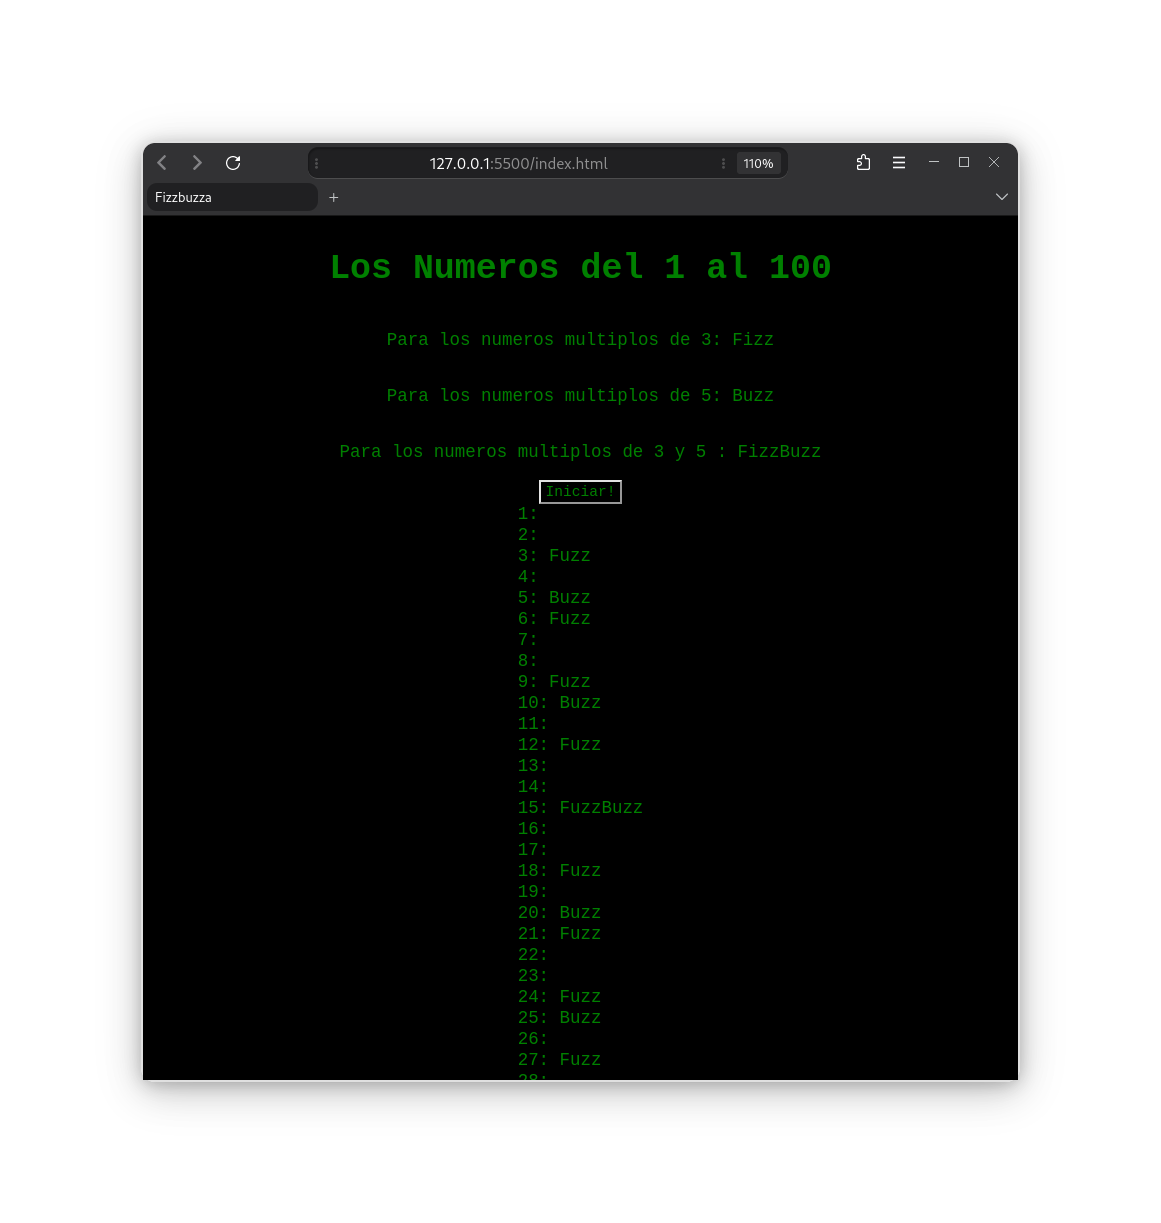 127.0.0.1:5500/index.html 110%
Fizzbuzza
Los Numeros del 1 al 100
Para los numeros multiplos de 3: Fizz
Para los numeros multiplos de 5: Buzz
Para los numeros multiplos de 3 y 5 : FizzBuzz
Iniciar!
1:
2:
3: Fuzz
4:
5: Buzz
6: Fuzz
7:
8:
9: Fuzz
10: Buzz
11:
12: Fuzz
13:
14:
15: FuzzBuzz
16:
17:
18: Fuzz
19:
20: Buzz
21: Fuzz
22:
23:
24: Fuzz
25: Buzz
26:
27: Fuzz
28: